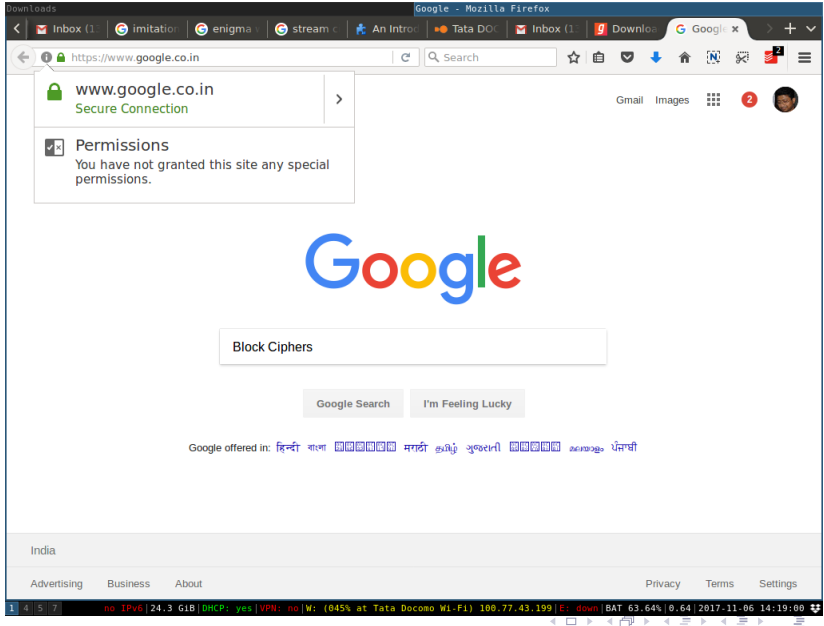 Downloads
Google - Mozilla Firefox
Inbox (1
imitation
enigma
stream c
An Introd
Tata DOC
Inbox (1
Downloa
Google
https://www.google.co.in
Search
2
www.google.co.in
Secure Connection
Permissions
You have not granted this site any special
permissions.
Gmail Images 2
Google
Block Ciphers
Google Search I'm Feeling Lucky
Google offered in: हिन्दी বাংলা मराठी தமிழ் ગુજરાતી മലയാളം ਪੰਜਾਬੀ
India
Advertising Business About Privacy Terms Settings
1 4 5 7 no IPv6|24.3 GiB|DHCP: yes|VPN: no|W: (045% at Tata Docomo Wi-Fi) 100.77.43.199|E: down|BAT 63.64%|0.64|2017-11-06 14:19:00